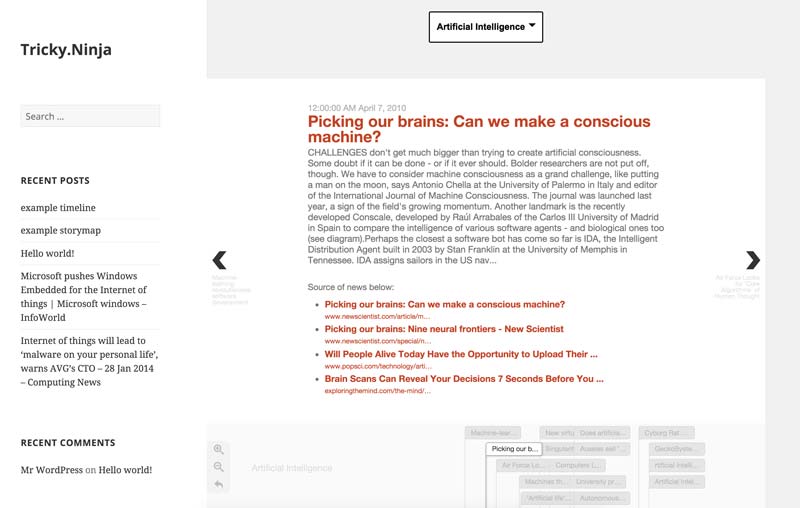 Tricky.Ninja
Search ...
RECENT POSTS
example timeline
example storymap
Hello world!
Microsoft pushes Windows
Embedded for the Internet of
things | Microsoft windows –
InfoWorld
Internet of things will lead to
‘malware on your personal life’,
warns AVG’s CTO – 28 Jan 2014
– Computing News
RECENT COMMENTS
Mr WordPress on Hello world!
Artificial Intelligence
12:00:00 AM April 7, 2010
Picking our brains: Can we make a conscious
machine?
CHALLENGES don't get much bigger than trying to create artificial consciousness.
Some doubt if it can be done - or if it ever should. Bolder researchers are not put off,
though. We have to consider machine consciousness as a grand challenge, like putting
a man on the moon, says Antonio Chella at the University of Palermo in Italy and editor
of the International Journal of Machine Consciousness. The journal was launched last
year, a sign of the field's growing momentum. Another landmark is the recently
developed Conscale, developed by Raúl Arrabales of the Carlos III University of Madrid
in Spain to compare the intelligence of various software agents - and biological ones too
(see diagram).Perhaps the closest a software bot has come so far is IDA, the Intelligent
Distribution Agent built in 2003 by Stan Franklin at the University of Memphis in
Tennessee. IDA assigns sailors in the US nav...
Machine-
learning
revolutionises
software
development
Air Force Looks
for 'Core
Algorithms' of
Human Thought
Source of news below:
Picking our brains: Can we make a conscious machine?
www.newscientist.com/article/m...
Picking our brains: Nine neural frontiers - New Scientist
www.newscientist.com/special/n...
Will People Alive Today Have the Opportunity to Upload Their ...
www.popsci.com/technology/arti...
Brain Scans Can Reveal Your Decisions 7 Seconds Before You ...
exploringthemind.com/the-mind/...
Machine-lear... New virtu Does artificia... Cyborg Rat ...
Picking our b... Singularit Assess sell '... GeckoSyste...
Artificial Intelligence
Air Force Lo... Computers L... rtificial Intelli...
Machines th... University pr... Artificial Intel...
'Artificial life'... Autonomous...